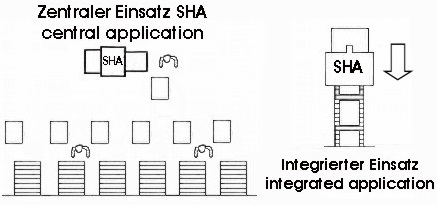 Zentraler Einsatz SHA
central application
SHA
SHA
Integrierter Einsatz
integrated application